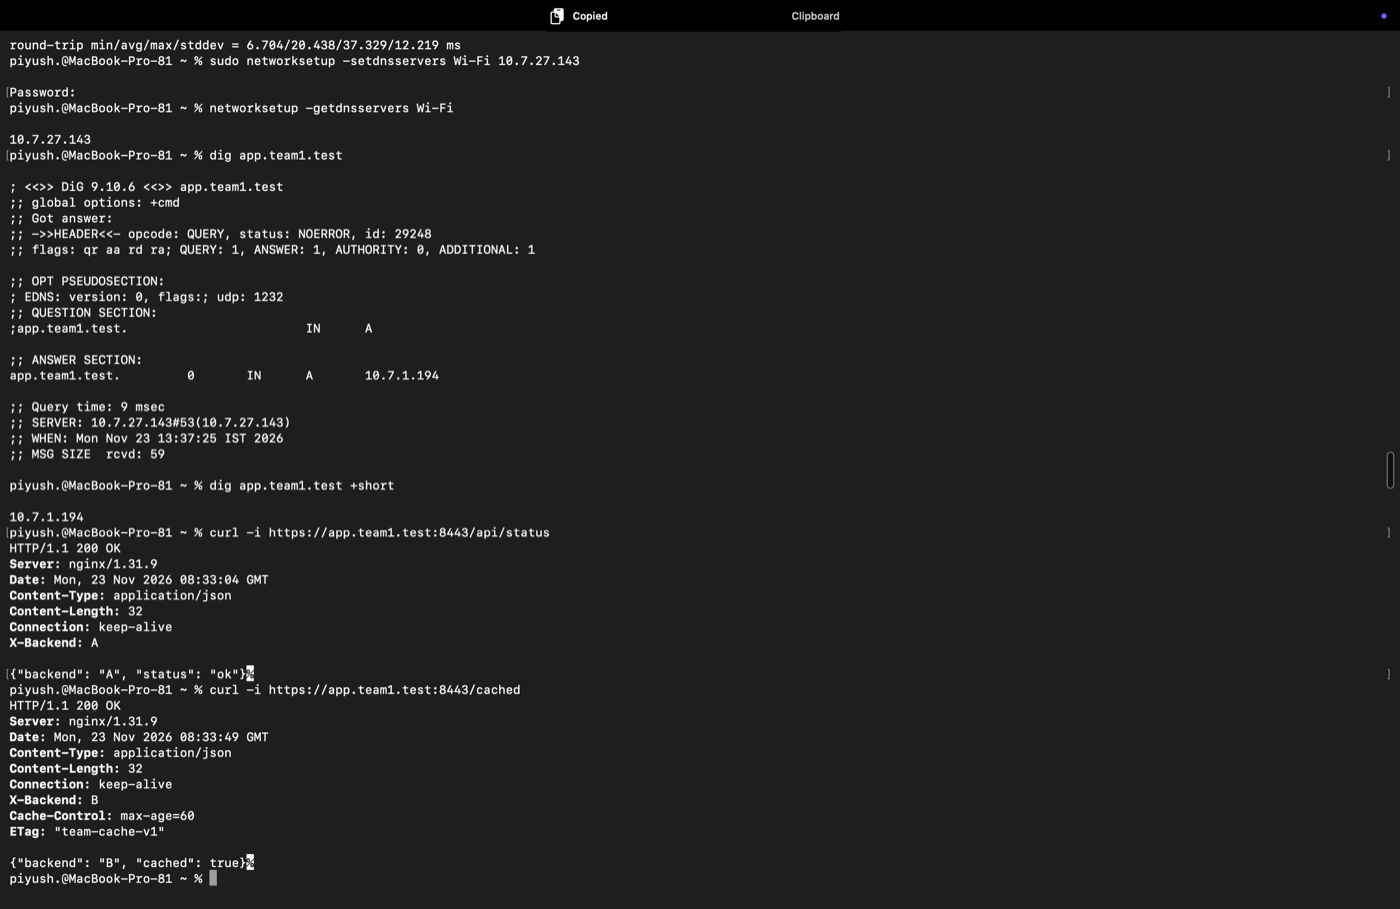 Copied
Clipboard
round-trip min/avg/max/stddev = 6.704/20.438/37.329/12.219 ms
piyush.@MacBook-Pro-81 ~ % sudo networksetup -setdnsservers Wi-Fi 10.7.27.143
[Password: ]
piyush.@MacBook-Pro-81 ~ % networksetup -getdnsservers Wi-Fi
10.7.27.143
[piyush.@MacBook-Pro-81 ~ % dig app.team1.test ]
; <<>> DiG 9.10.6 <<>> app.team1.test
;; global options: +cmd
;; Got answer:
;; ->>HEADER<<- opcode: QUERY, status: NOERROR, id: 29248
;; flags: qr aa rd ra; QUERY: 1, ANSWER: 1, AUTHORITY: 0, ADDITIONAL: 1
;; OPT PSEUDOSECTION:
; EDNS: version: 0, flags:; udp: 1232
;; QUESTION SECTION:
;app.team1.test. IN A
;; ANSWER SECTION:
app.team1.test. 0 IN A 10.7.1.194
;; Query time: 9 msec
;; SERVER: 10.7.27.143#53(10.7.27.143)
;; WHEN: Mon Nov 23 13:37:25 IST 2026
;; MSG SIZE rcvd: 59
piyush.@MacBook-Pro-81 ~ % dig app.team1.test +short
10.7.1.194
[piyush.@MacBook-Pro-81 ~ % curl -i https://app.team1.test:8443/api/status ]
HTTP/1.1 200 OK
Server: nginx/1.31.9
Date: Mon, 23 Nov 2026 08:33:04 GMT
Content-Type: application/json
Content-Length: 32
Connection: keep-alive
X-Backend: A
[{"backend": "A", "status": "ok"}% ]
piyush.@MacBook-Pro-81 ~ % curl -i https://app.team1.test:8443/cached
HTTP/1.1 200 OK
Server: nginx/1.31.9
Date: Mon, 23 Nov 2026 08:33:49 GMT
Content-Type: application/json
Content-Length: 32
Connection: keep-alive
X-Backend: B
Cache-Control: max-age=60
ETag: "team-cache-v1"
{"backend": "B", "cached": true}%
piyush.@MacBook-Pro-81 ~ %